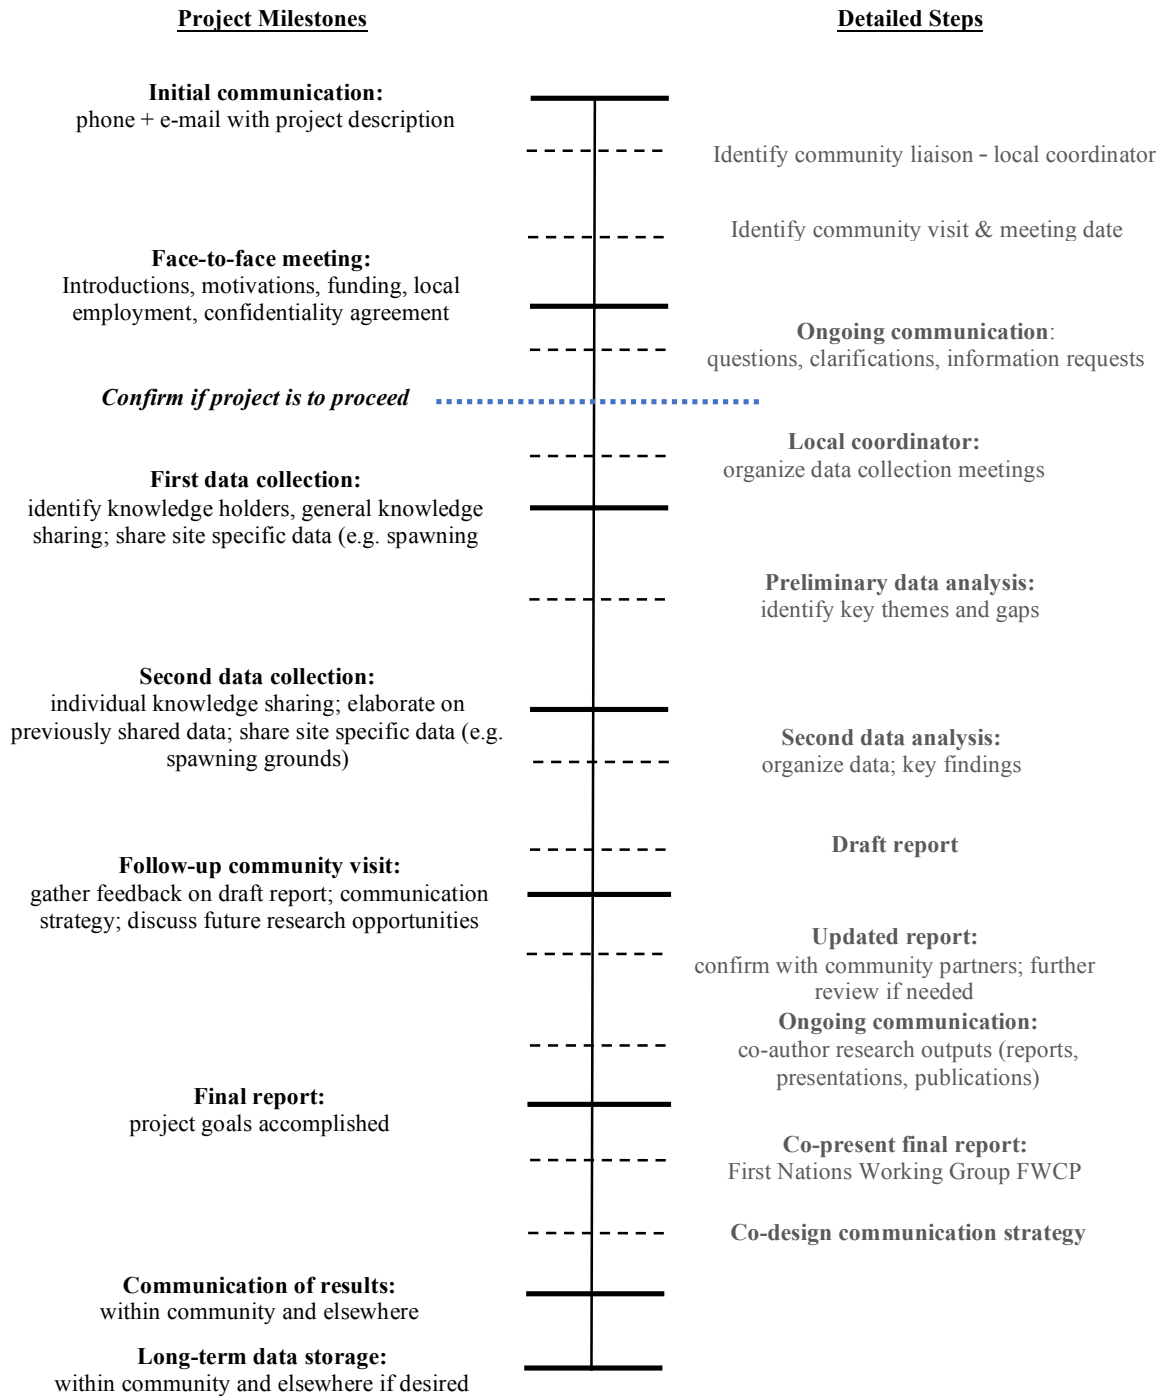 Project Milestones
Detailed Steps
Initial communication:
phone + e-mail with project description
Identify community liaison - local coordinator
Identify community visit & meeting date
Face-to-face meeting:
Introductions, motivations, funding, local
employment, confidentiality agreement
Ongoing communication:
questions, clarifications, information requests
Confirm if project is to proceed
Local coordinator:
organize data collection meetings
First data collection:
identify knowledge holders, general knowledge
sharing; share site specific data (e.g. spawning
Preliminary data analysis:
identify key themes and gaps
Second data collection:
individual knowledge sharing; elaborate on
previously shared data; share site specific data (e.g.
spawning grounds)
Second data analysis:
organize data; key findings
Draft report
Follow-up community visit:
gather feedback on draft report; communication
strategy; discuss future research opportunities
Updated report:
confirm with community partners; further
review if needed
Ongoing communication:
co-author research outputs (reports,
presentations, publications)
Final report:
project goals accomplished
Co-present final report:
First Nations Working Group FWCP
Co-design communication strategy
Communication of results:
within community and elsewhere
Long-term data storage:
within community and elsewhere if desired